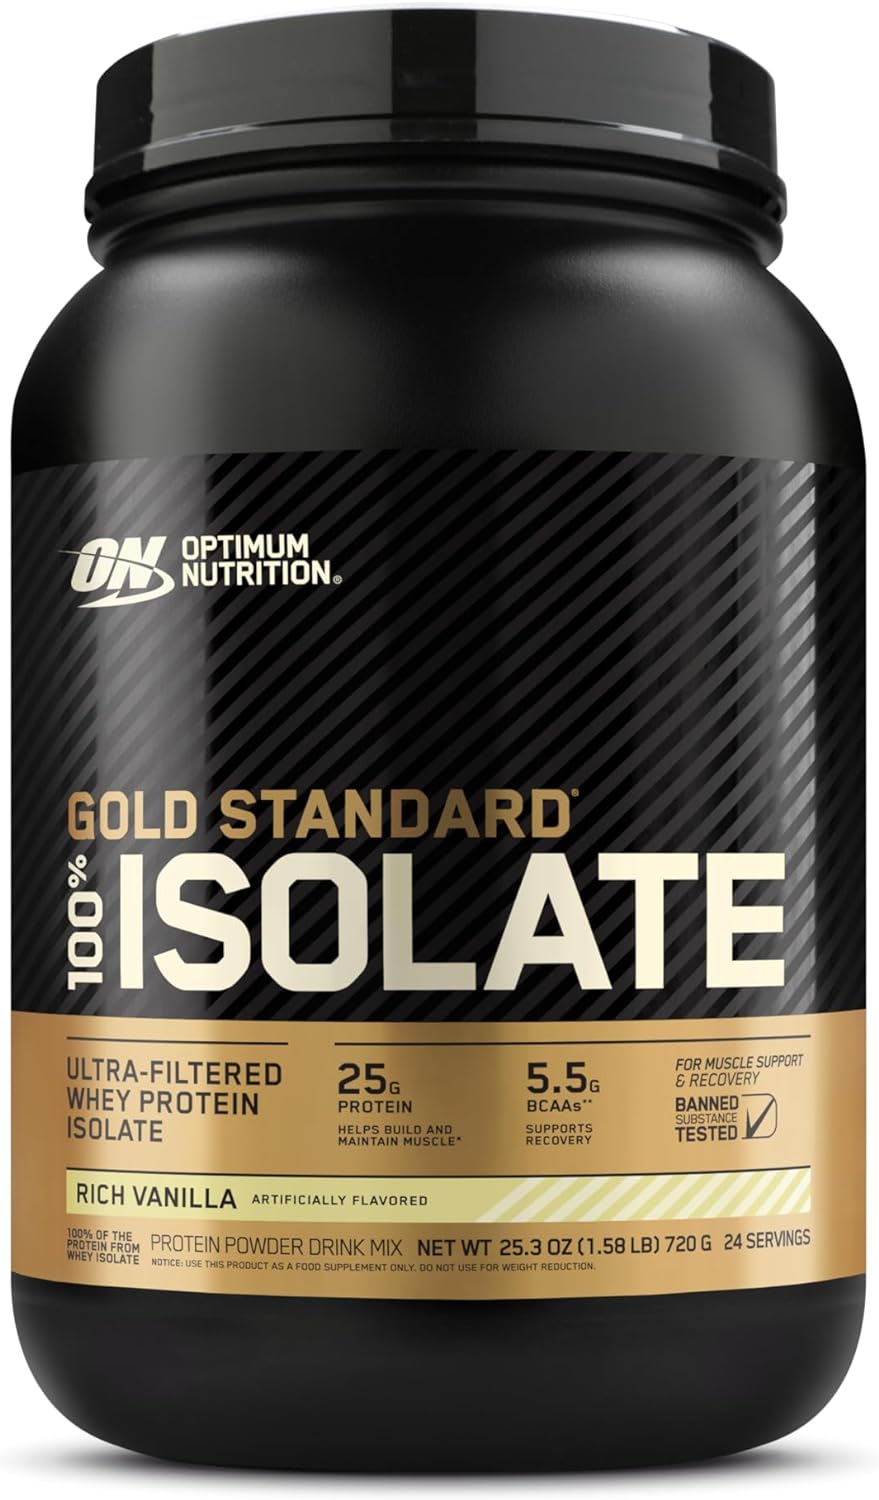 ON
OPTIMUM
NUTRITION®
GOLD STANDARD®
100% ISOLATE
ULTRA-FILTERED
WHEY PROTEIN
ISOLATE
25G
PROTEIN
HELPS BUILD AND
MAINTAIN MUSCLE*
5.5G
BCAAs**
SUPPORTS
RECOVERY
FOR MUSCLE SUPPORT
& RECOVERY
BANNED
SUBSTANCE
TESTED
RICH VANILLA ARTIFICIALLY FLAVORED
100% OF THE
PROTEIN FROM
WHEY ISOLATE
PROTEIN POWDER DRINK MIX NET WT 25.3 OZ (1.58 LB) 720 G 24 SERVINGS
NOTICE: USE THIS PRODUCT AS A FOOD SUPPLEMENT ONLY. DO NOT USE FOR WEIGHT REDUCTION.